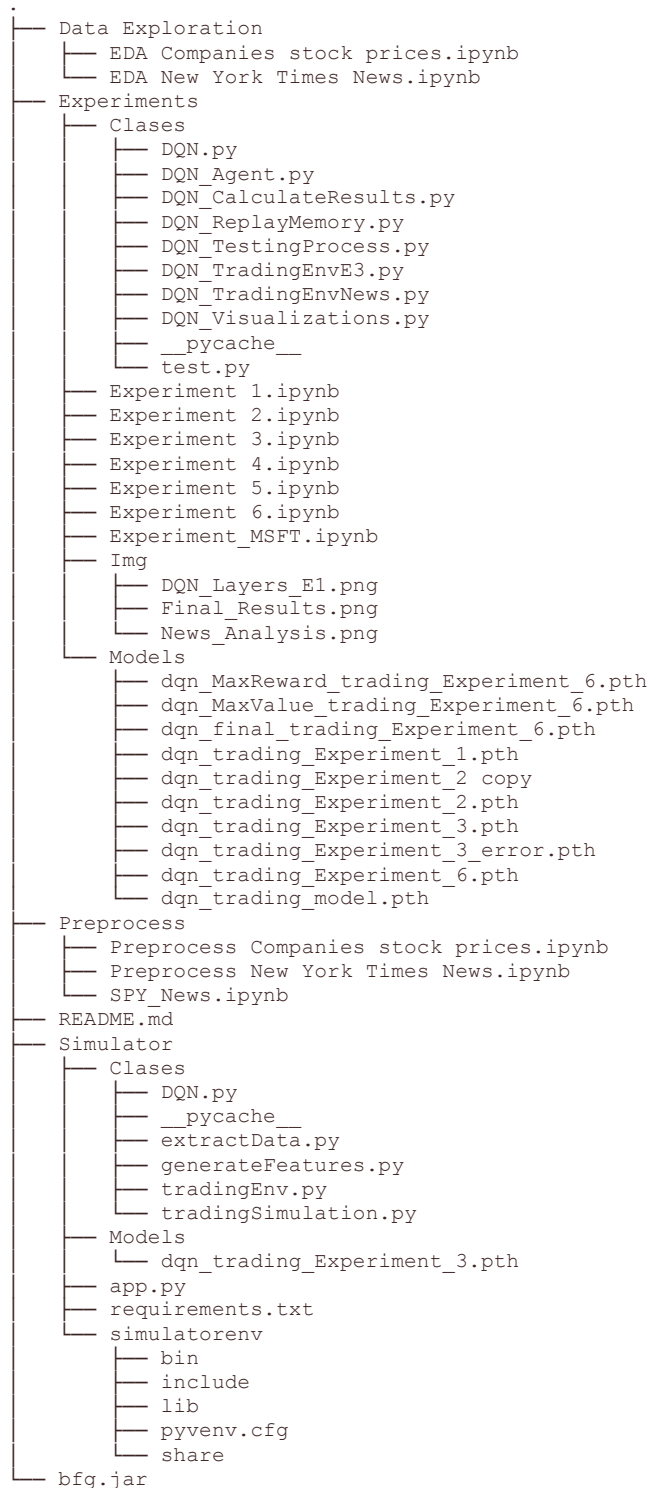 .
├── Data Exploration
│   ├── EDA Companies stock prices.ipynb
│   └── EDA New York Times News.ipynb
├── Experiments
│   ├── Clases
│   │   ├── DQN.py
│   │   ├── DQN_Agent.py
│   │   ├── DQN_CalculateResults.py
│   │   ├── DQN_ReplayMemory.py
│   │   ├── DQN_TestingProcess.py
│   │   ├── DQN_TradingEnvE3.py
│   │   ├── DQN_TradingEnvNews.py
│   │   ├── DQN_Visualizations.py
│   │   ├── __pycache__
│   │   └── test.py
│   ├── Experiment 1.ipynb
│   ├── Experiment 2.ipynb
│   ├── Experiment 3.ipynb
│   ├── Experiment 4.ipynb
│   ├── Experiment 5.ipynb
│   ├── Experiment 6.ipynb
│   ├── Experiment_MSFT.ipynb
│   ├── Img
│   │   ├── DQN_Layers_E1.png
│   │   ├── Final_Results.png
│   │   └── News_Analysis.png
│   └── Models
│       ├── dqn_MaxReward_trading_Experiment_6.pth
│       ├── dqn_MaxValue_trading_Experiment_6.pth
│       ├── dqn_final_trading_Experiment_6.pth
│       ├── dqn_trading_Experiment_1.pth
│       ├── dqn_trading_Experiment_2 copy
│       ├── dqn_trading_Experiment_2.pth
│       ├── dqn_trading_Experiment_3.pth
│       ├── dqn_trading_Experiment_3_error.pth
│       ├── dqn_trading_Experiment_6.pth
│       └── dqn_trading_model.pth
├── Preprocess
│   ├── Preprocess Companies stock prices.ipynb
│   ├── Preprocess New York Times News.ipynb
│   └── SPY_News.ipynb
├── README.md
├── Simulator
│   ├── Clases
│   │   ├── DQN.py
│   │   ├── __pycache__
│   │   ├── extractData.py
│   │   ├── generateFeatures.py
│   │   ├── tradingEnv.py
│   │   └── tradingSimulation.py
│   ├── Models
│   │   └── dqn_trading_Experiment_3.pth
│   ├── app.py
│   ├── requirements.txt
│   └── simulatorenv
│       ├── bin
│       ├── include
│       ├── lib
│       ├── pyvenv.cfg
│       └── share
└── bfg.jar